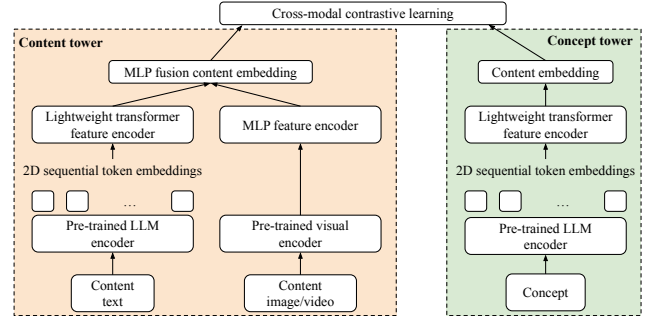 Cross-modal contrastive learning
Content tower
MLP fusion content embedding
Lightweight transformer
feature encoder
MLP feature encoder
2D sequential token embeddings
...
Pre-trained LLM
encoder
Pre-trained visual
encoder
Content
text
Content
image/video
Concept tower
Content embedding
Lightweight transformer
feature encoder
2D sequential token embeddings
...
Pre-trained LLM
encoder
Concept